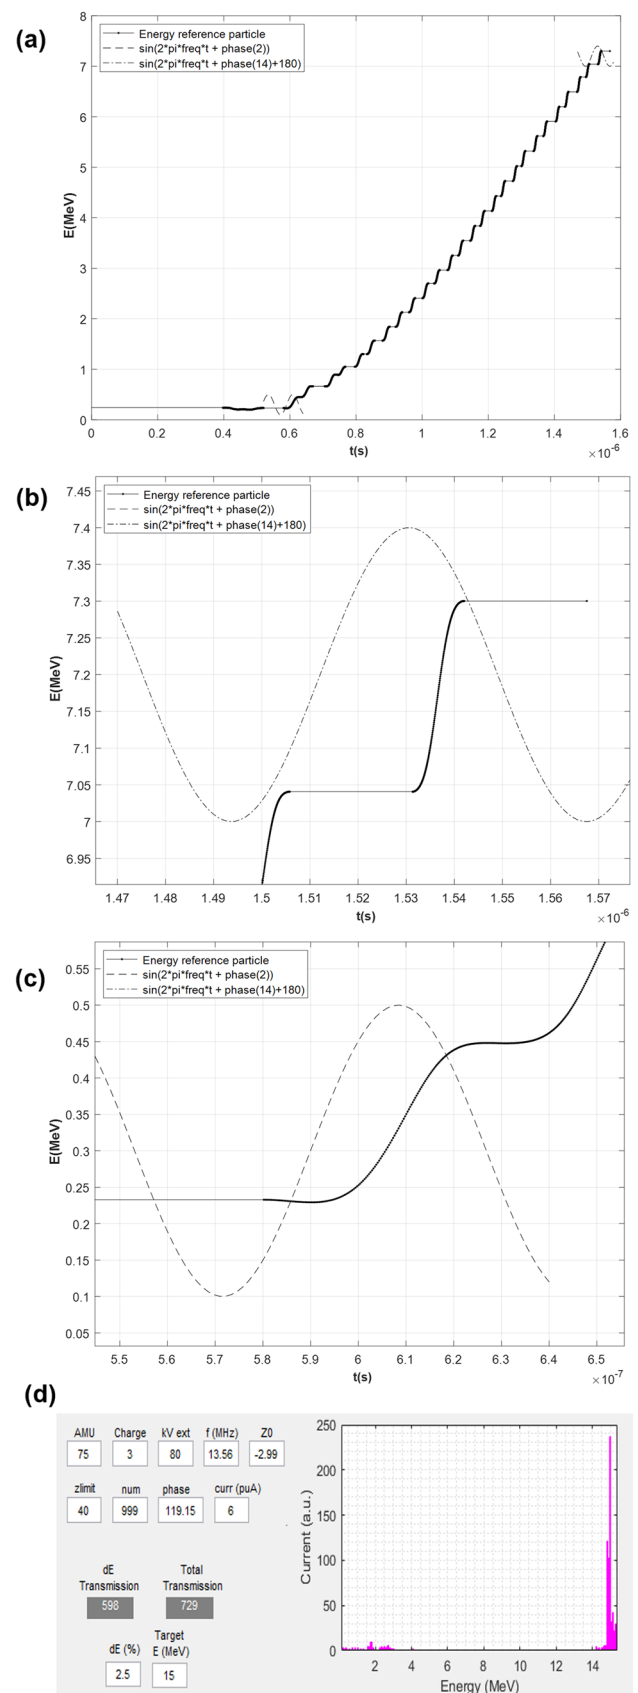 (a)
8
7
6
5
4
3
2
1
0
E(MeV)
Energy reference particle
sin(2*pi*freq*t + phase(2))
sin(2*pi*freq*t + phase(14)+180)
0 0.2 0.4 0.6 0.8 1 1.2 1.4 1.6
t(s)
×10⁻⁶
(b)
7.45
7.4
7.35
7.3
7.25
7.2
7.15
7.1
7.05
7
6.95
E(MeV)
Energy reference particle
sin(2*pi*freq*t + phase(2))
sin(2*pi*freq*t + phase(14)+180)
1.47 1.48 1.49 1.5 1.51 1.52 1.53 1.54 1.55 1.56 1.57
t(s)
×10⁻⁶
(c)
0.55
0.5
0.45
0.4
0.35
0.3
0.25
0.2
0.15
0.1
0.05
E(MeV)
Energy reference particle
sin(2*pi*freq*t + phase(2))
sin(2*pi*freq*t + phase(14)+180)
5.5 5.6 5.7 5.8 5.9 6 6.1 6.2 6.3 6.4 6.5
t(s)
×10⁻⁷
(d)
AMU Charge kV ext f (MHz) Z0
75 3 80 13.56 -2.99
zlimit num phase curr (puA)
40 999 119.15 6
dE Transmission
598
Total Transmission
729
dE (%)
2.5
Target E (MeV)
15
250
200
150
100
50
0
Current (a.u.)
2 4 6 8 10 12 14
Energy (MeV)